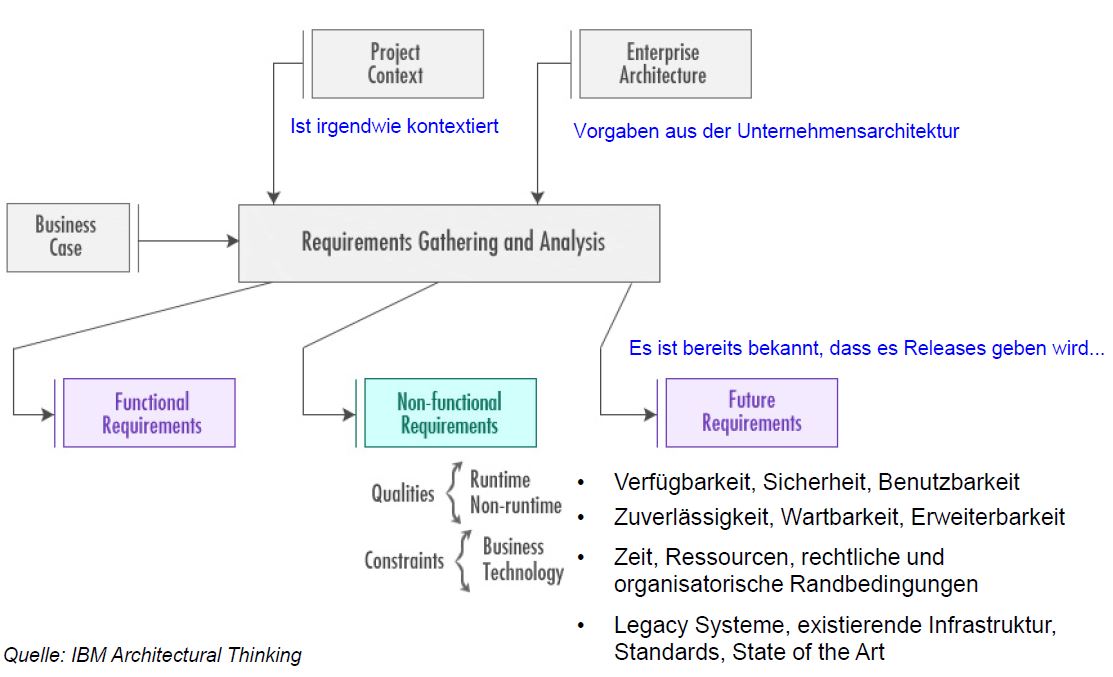 Project
Context
Enterprise
Architecture
Ist irgendwie kontextiert
Vorgaben aus der Unternehmensarchitektur
Business
Case
Requirements Gathering and Analysis
Es ist bereits bekannt, dass es Releases geben wird...
Functional
Requirements
Non-functional
Requirements
Future
Requirements
Qualities
Runtime
Non-runtime
• Verfügbarkeit, Sicherheit, Benutzbarkeit
• Zuverlässigkeit, Wartbarkeit, Erweiterbarkeit
Constraints
Business
Technology
• Zeit, Ressourcen, rechtliche und
organisatorische Randbedingungen
• Legacy Systeme, existierende Infrastruktur,
Standards, State of the Art
Quelle: IBM Architectural Thinking